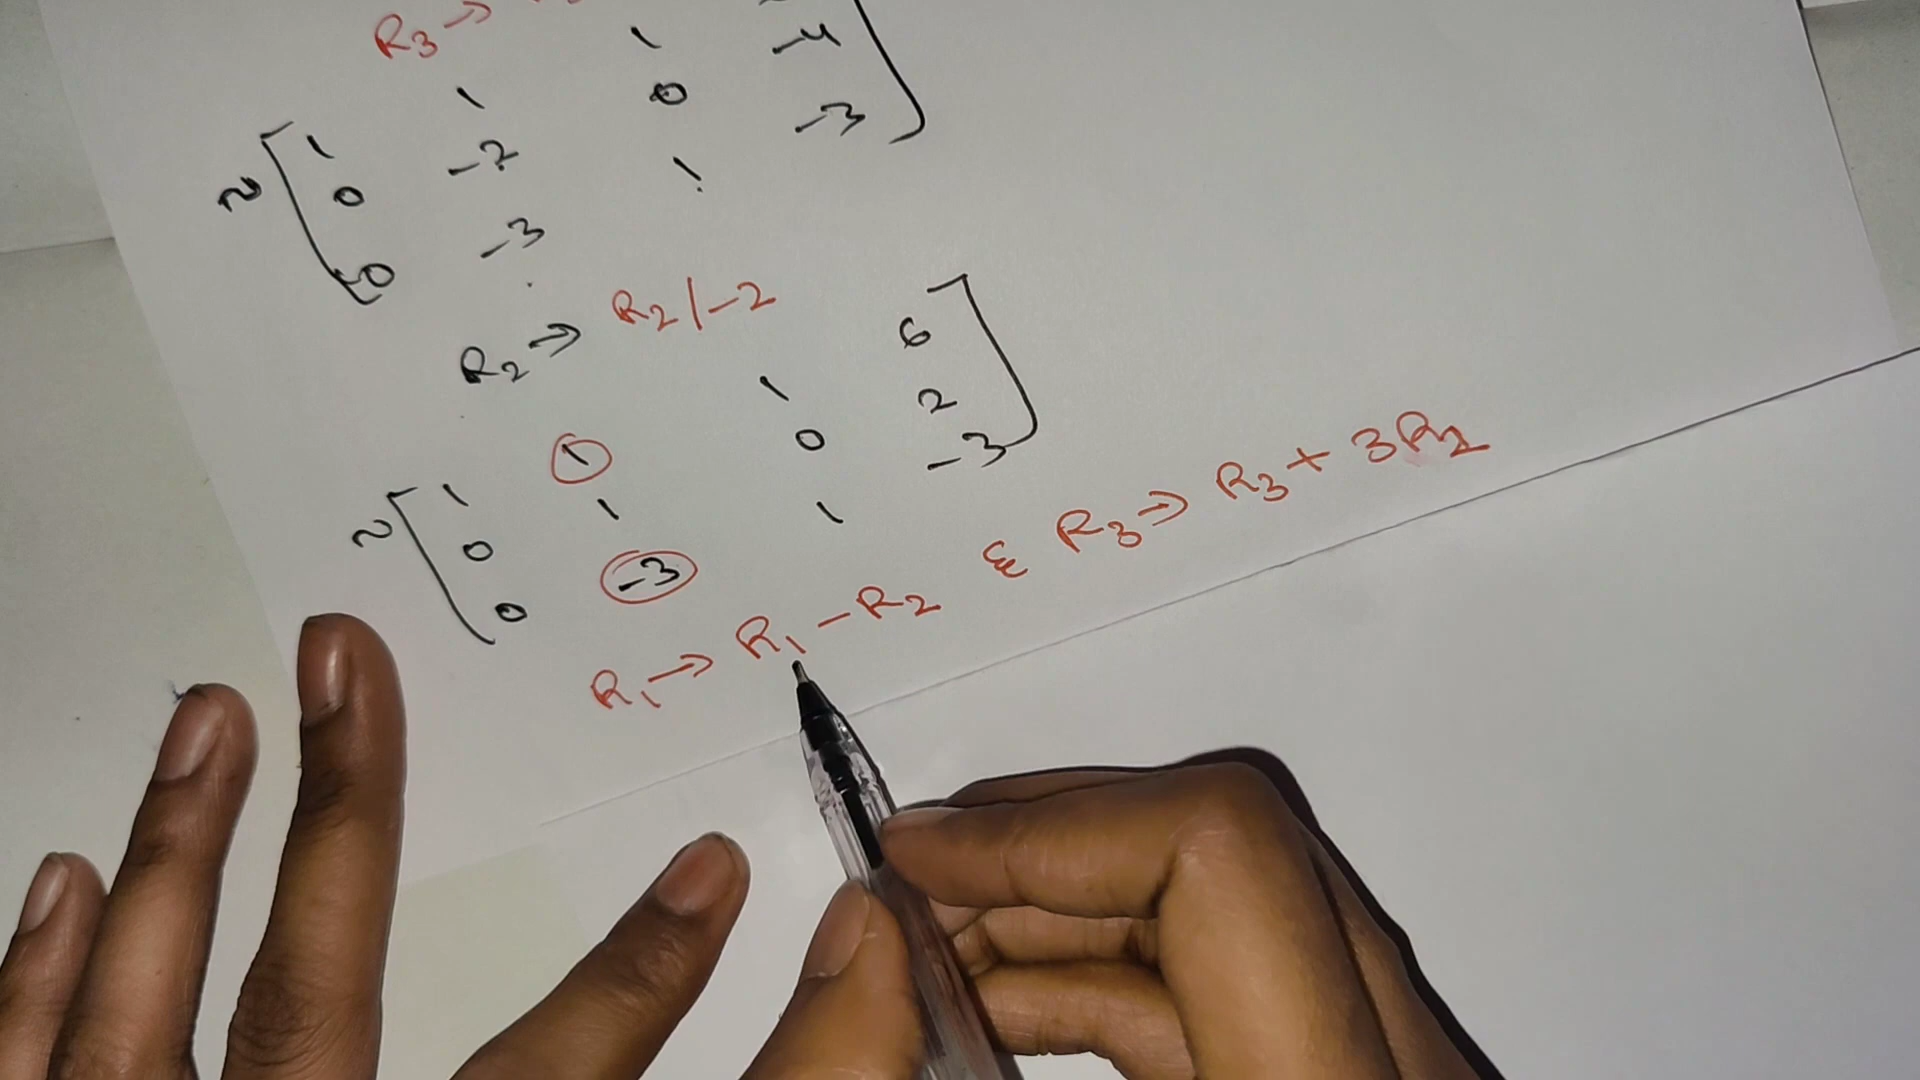 R3 →
~ [ 1 1 1
0 -2 0 -4
0 -3 1 -3 ]
R2 → R2/-2
~ [ 1 1 1 6
0 1 0 2
0 -3 1 -3 ]
R1 → R1 - R2 & R3 → R3 + 3R2